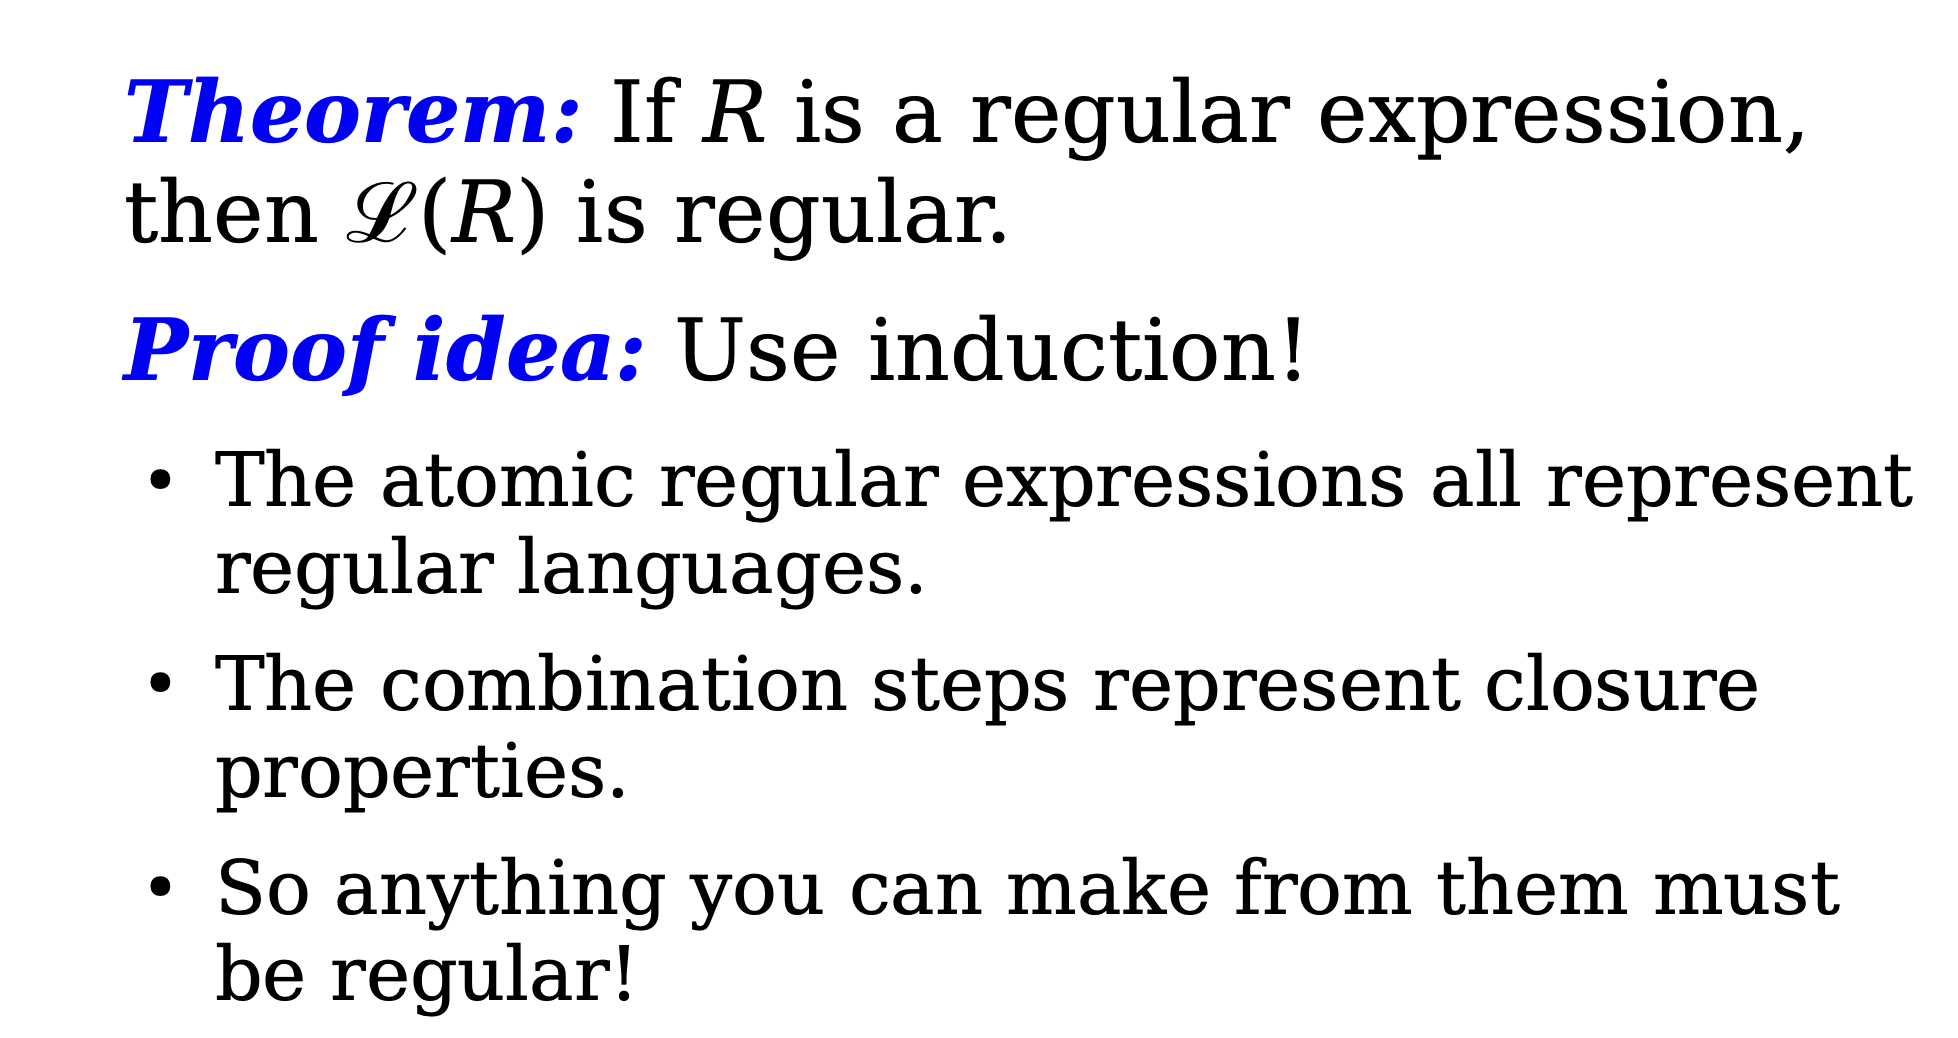 Theorem: If R is a regular expression,
then ℒ(R) is regular.
Proof idea: Use induction!
• The atomic regular expressions all represent
regular languages.
• The combination steps represent closure
properties.
• So anything you can make from them must
be regular!